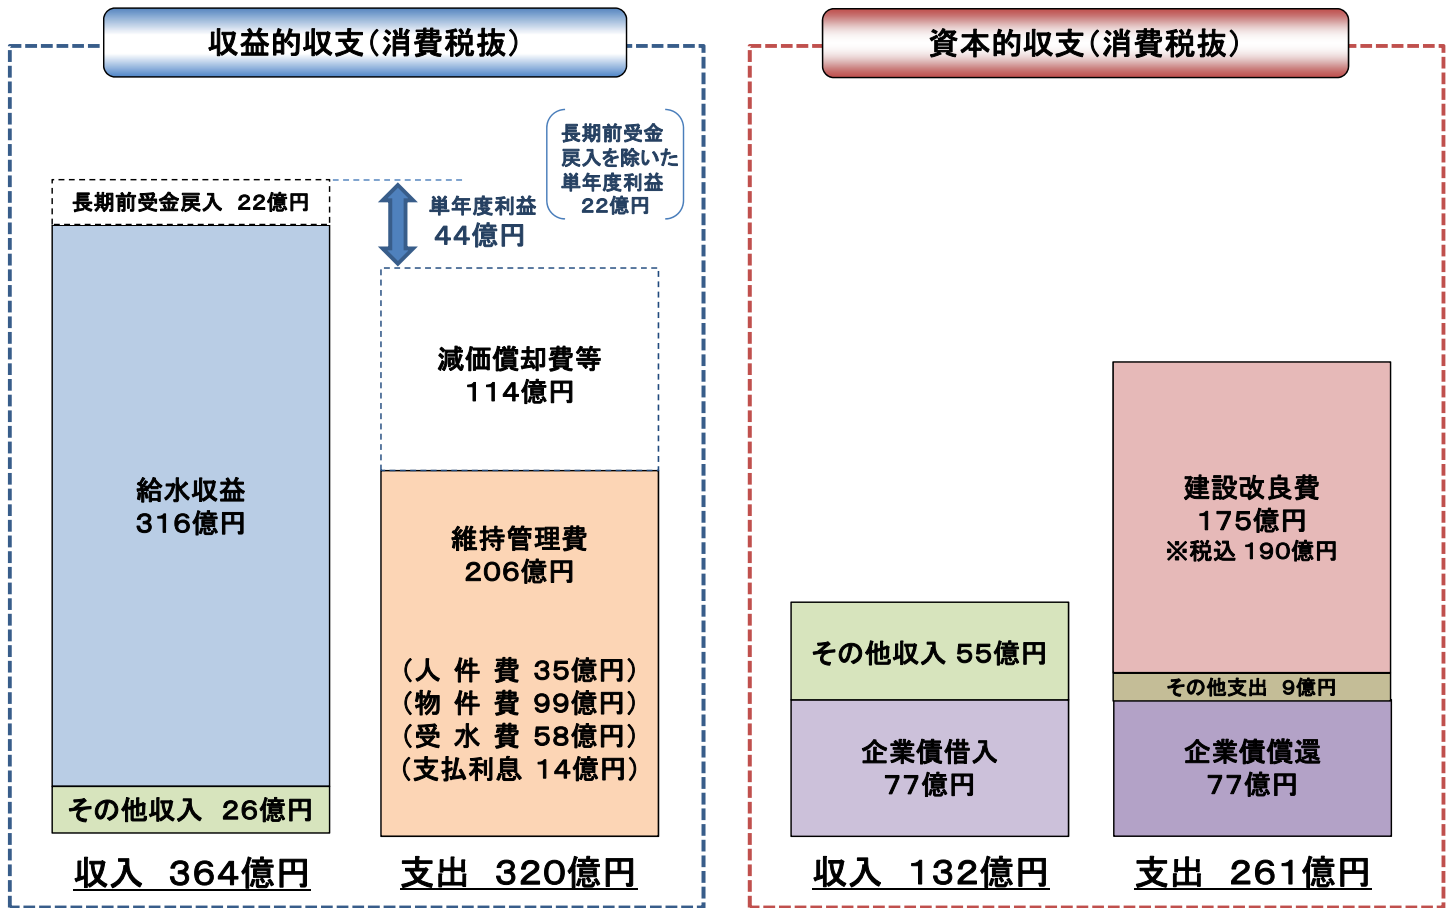 収益的収支（消費税抜）
長期前受金
戻入を除いた
単年度利益
22億円
長期前受金戻入　22億円
単年度利益
44億円
給水収益
316億円
その他収入　26億円
収入　364億円
減価償却費等
114億円
維持管理費
206億円
（人 件 費 35億円）
（物 件 費 99億円）
（受 水 費 58億円）
（支払利息 14億円）
支出　320億円
資本的収支（消費税抜）
その他収入 55億円
企業債借入
77億円
収入　132億円
建設改良費
175億円
※税込 190億円
その他支出　9億円
企業債償還
77億円
支出　261億円